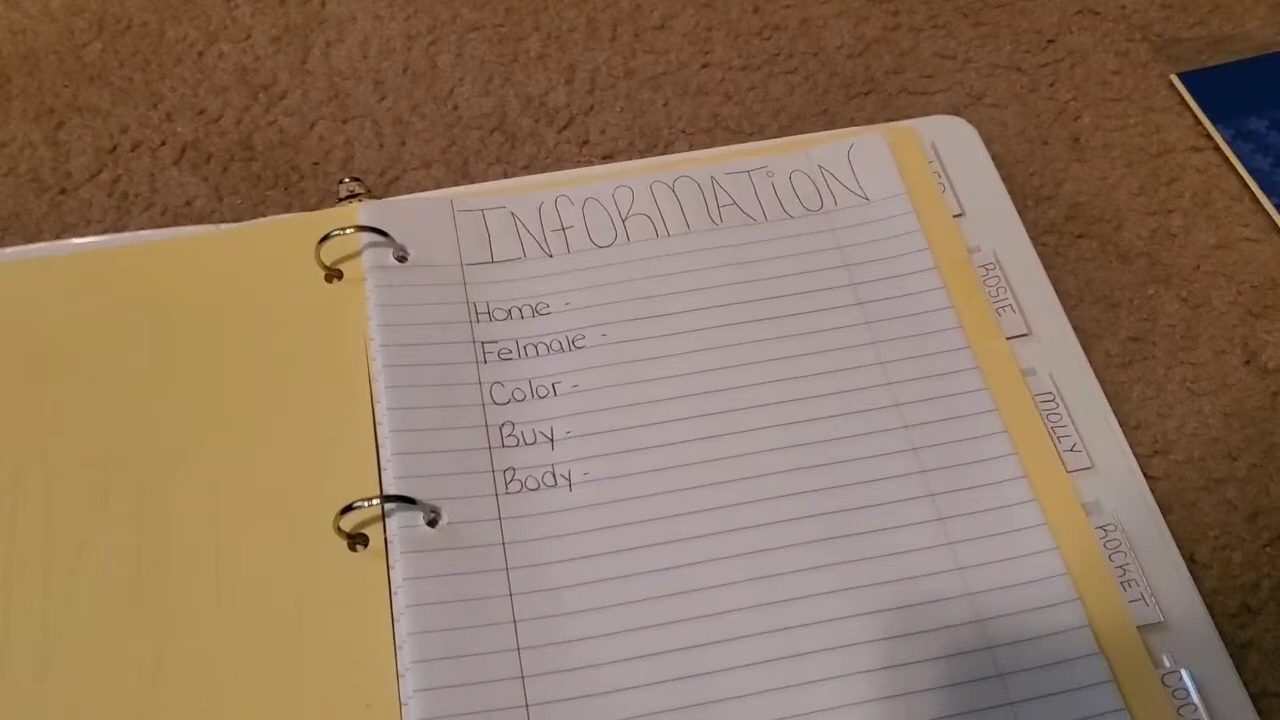 INFORMATION
Home -
Felmale -
Color -
Buy -
Body -
ROSIE
MOLLY
ROCKET